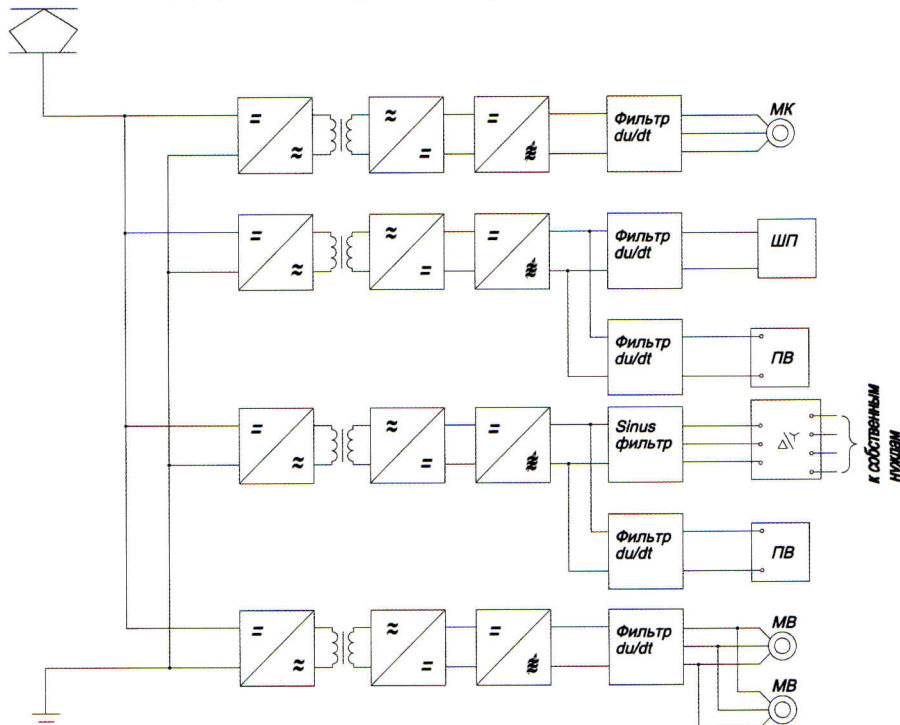 Фильтр
du/dt
МК
Фильтр
du/dt
ШП
Фильтр
du/dt
ПВ
Sinus
фильтр
Δ/Y
к собственным
нуждам
Фильтр
du/dt
ПВ
Фильтр
du/dt
МВ
МВ